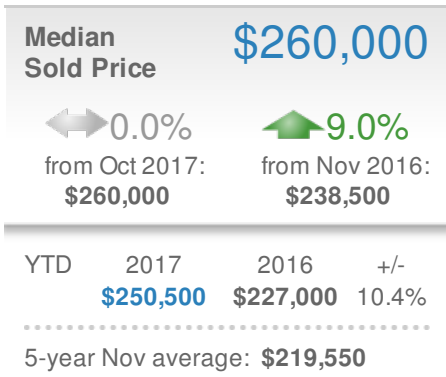 Median $260,000
Sold Price
0.0% 9.0%
from Oct 2017: from Nov 2016:
$260,000 $238,500
YTD 2017 2016 +/-
$250,500 $227,000 10.4%
5-year Nov average: $219,550